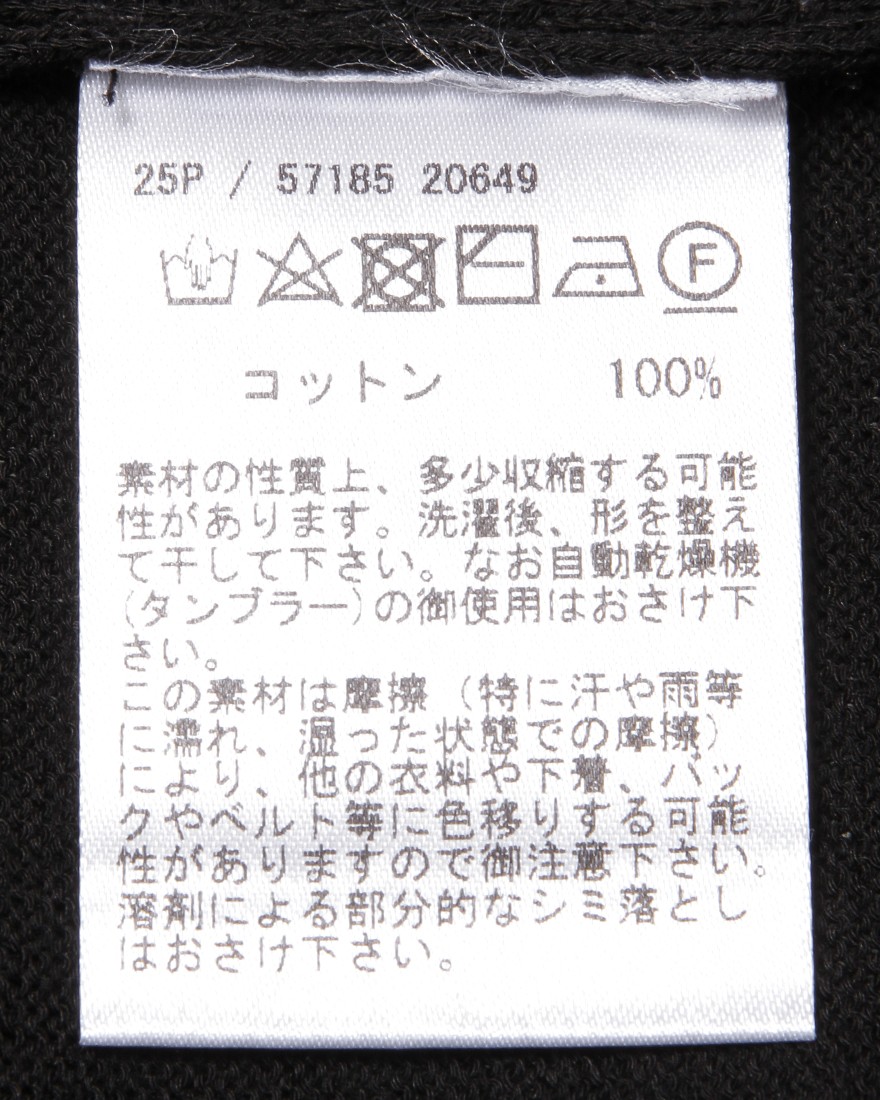 25P / 57185 20649
F
コットン 100%
素材の性質上、多少収縮する可能
性があります。洗濯後、形を整え
て干して下さい。なお自動乾燥機
(タンブラー)の御使用はおさけ下
さい。
この素材は摩擦（特に汗や雨等
に濡れ、湿った状態での摩擦）
により、他の衣料や下着、バッ
クやベルト等に色移りする可能
性がありますので御注意下さい。
溶剤による部分的なシミ落とし
はおさけ下さい。